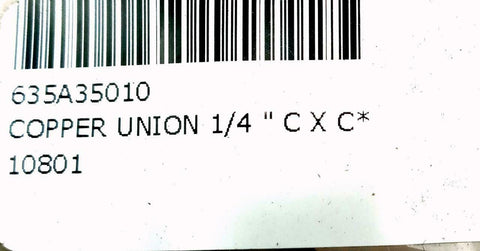 635A35010
COPPER UNION 1/4 " C X C*
10801